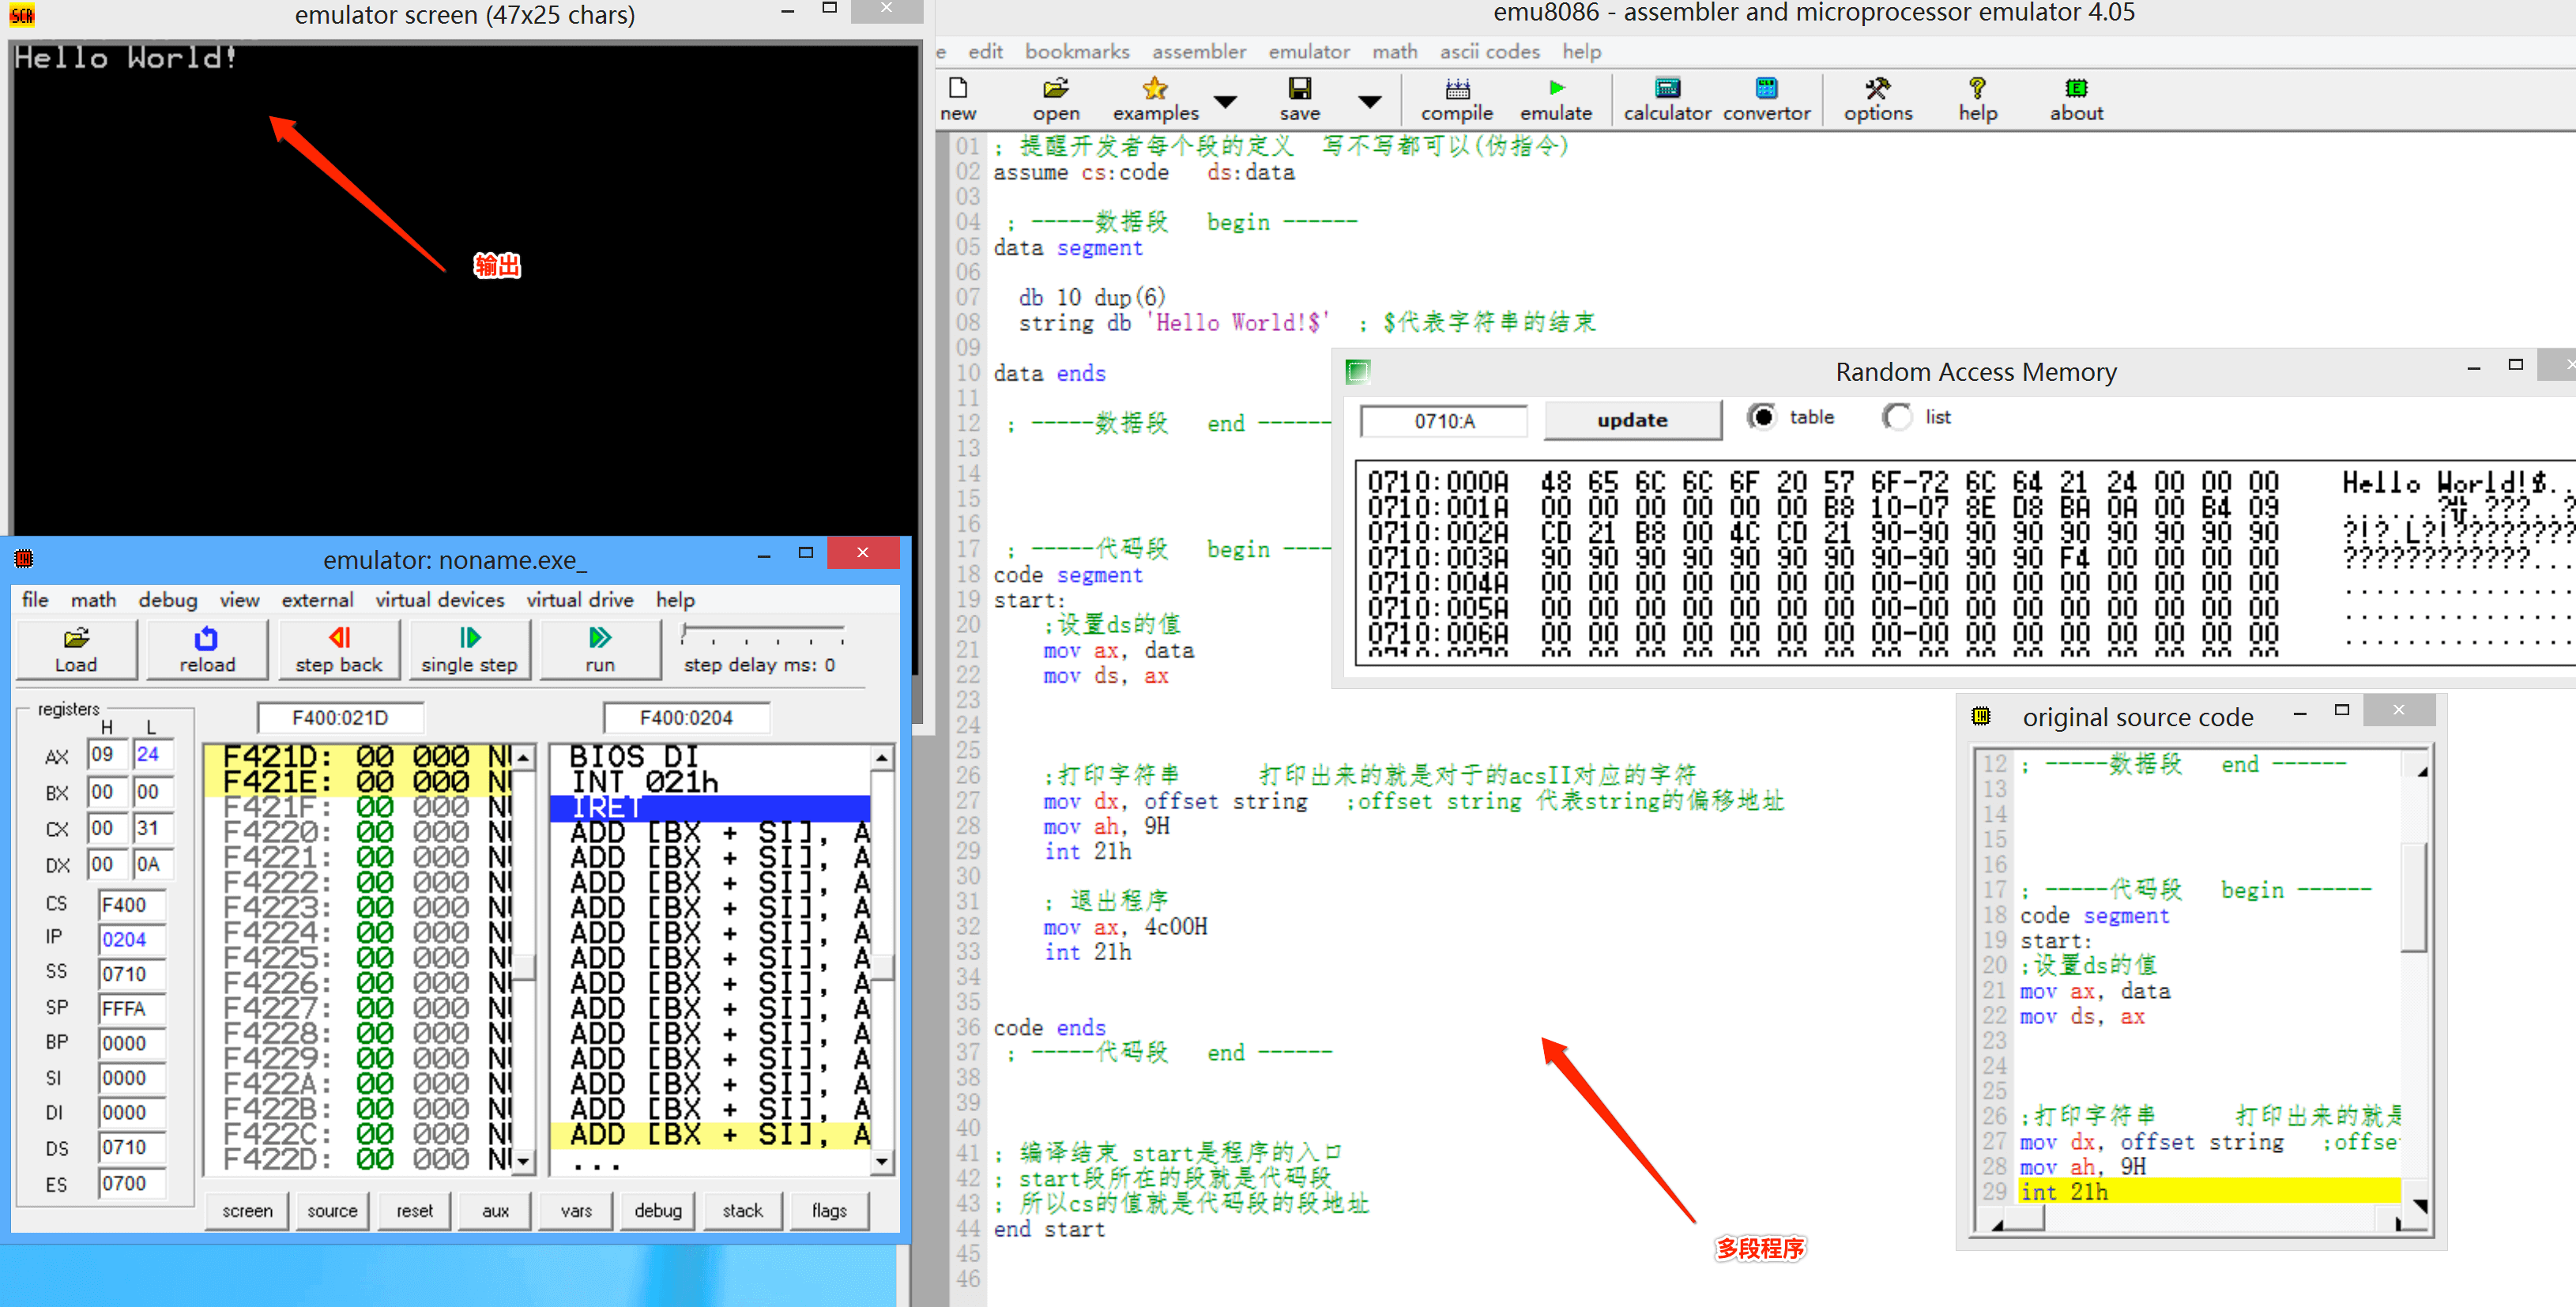 emulator screen (47x25 chars)
Hello World!
输出
emu8086 - assembler and microprocessor emulator 4.05
e edit bookmarks assembler emulator math ascii codes help
new open examples save compile emulate calculator convertor options help about
01 ; 提醒开发者每个段的定义 写不写都可以(伪指令)
02 assume cs:code ds:data
03
04 ; -----数据段 begin ------
05 data segment
06
07 db 10 dup(6)
08 string db 'Hello World!$' ; $代表字符串的结束
09
10 data ends
11
12 ; -----数据段 end ------
13
14
15
16
17 ; -----代码段 begin ----
18 code segment
19 start:
20 ;设置ds的值
21 mov ax, data
22 mov ds, ax
23
24
25
26 ;打印字符串 打印出来的就是对于的acsII对应的字符
27 mov dx, offset string ;offset string 代表string的偏移地址
28 mov ah, 9H
29 int 21h
30
31 ; 退出程序
32 mov ax, 4c00H
33 int 21h
34
35
36 code ends
37 ; -----代码段 end ------
38
39
40
41 ; 编译结束 start是程序的入口
42 ; start段所在的段就是代码段
43 ; 所以cs的值就是代码段的段地址
44 end start
45
46
多段程序
Random Access Memory
0710:A update table list
0710:000A 48 65 6C 6C 6F 20 57 6F-72 6C 64 21 24 00 00 00 Hello World!$..
0710:001A 00 00 00 00 00 00 B8 10-07 8E D8 BA 0A 00 B4 09
0710:002A CD 21 B8 00 4C CD 21 90-90 90 90 90 90 90 90 90
0710:003A 90 90 90 90 90 90 90 90-90 90 90 F4 00 00 00 00 ????????????...
0710:004A 00 00 00 00 00 00 00 00-00 00 00 00 00 00 00 00
0710:005A 00 00 00 00 00 00 00 00-00 00 00 00 00 00 00 00
0710:006A 00 00 00 00 00 00 00 00-00 00 00 00 00 00 00 00
original source code
12 ; -----数据段 end ------
13
14
15
16
17 ; -----代码段 begin ------
18 code segment
19 start:
20 ;设置ds的值
21 mov ax, data
22 mov ds, ax
23
24
25
26 ;打印字符串 打印出来的就是
27 mov dx, offset string ;offse
28 mov ah, 9H
29 int 21h
emulator: noname.exe_
file math debug view external virtual devices virtual drive help
Load reload step back single step run step delay ms: 0
registers F400:021D F400:0204
H L
AX 09 24
BX 00 00
CX 00 31
DX 00 0A
CS F400
IP 0204
SS 0710
SP FFFA
BP 0000
SI 0000
DI 0000
DS 0710
ES 0700
F421D: 00 000 NU
F421E: 00 000 NU
F421F: 00 000 NU
F4220: 00 000 NU
F4221: 00 000 NU
F4222: 00 000 NU
F4223: 00 000 NU
F4224: 00 000 NU
F4225: 00 000 NU
F4226: 00 000 NU
F4227: 00 000 NU
F4228: 00 000 NU
F4229: 00 000 NU
F422A: 00 000 NU
F422B: 00 000 NU
F422C: 00 000 NU
F422D: 00 000 NU
BIOS DI
INT 021h
IRET
ADD [BX + SI], A
ADD [BX + SI], A
ADD [BX + SI], A
ADD [BX + SI], A
ADD [BX + SI], A
ADD [BX + SI], A
ADD [BX + SI], A
ADD [BX + SI], A
ADD [BX + SI], A
ADD [BX + SI], A
ADD [BX + SI], A
ADD [BX + SI], A
ADD [BX + SI], A
...
screen source reset aux vars debug stack flags